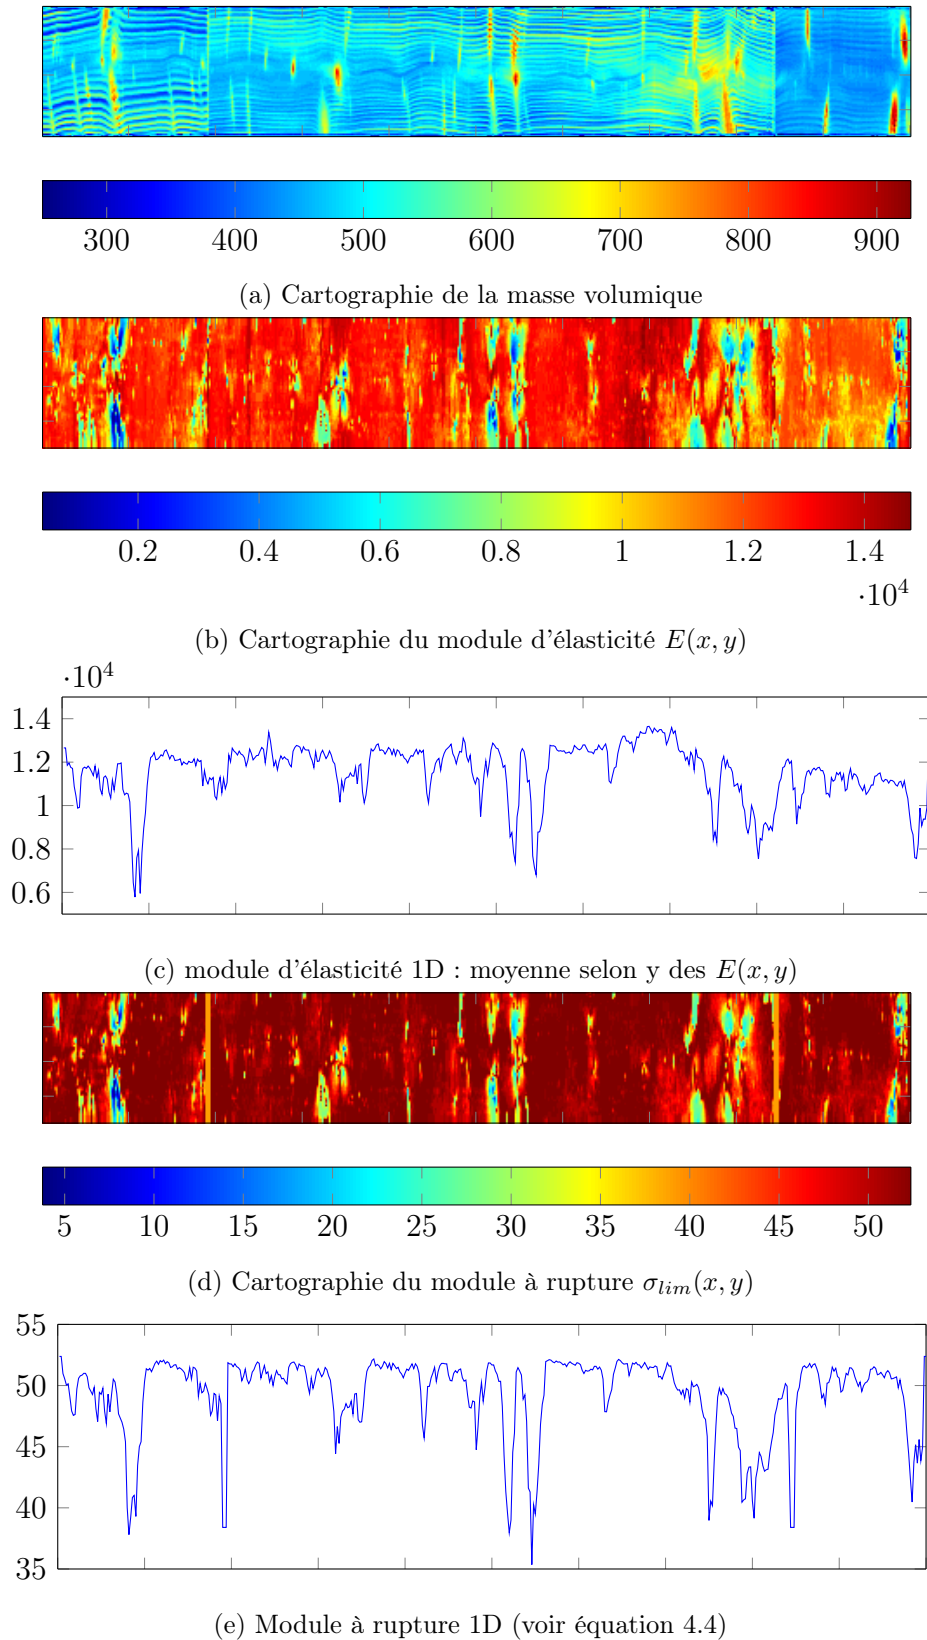 300 400 500 600 700 800 900
(a) Cartographie de la masse volumique
0.2 0.4 0.6 0.8 1 1.2 1.4
·10⁴
(b) Cartographie du module d'élasticité E(x, y)
·10⁴
1.4
1.2
1
0.8
0.6
(c) module d'élasticité 1D : moyenne selon y des E(x, y)
5 10 15 20 25 30 35 40 45 50
(d) Cartographie du module à rupture σ_lim(x, y)
55
50
45
40
35
(e) Module à rupture 1D (voir équation 4.4)